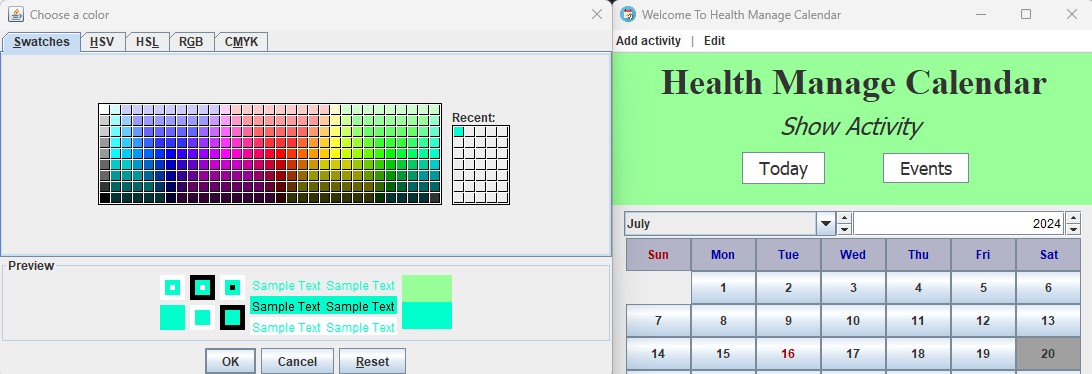 Choose a color
Swatches HSV HSL RGB CMYK
Recent:
Preview
Sample Text Sample Text
Sample Text Sample Text
Sample Text Sample Text
OK Cancel Reset
Welcome To Health Manage Calendar
Add activity | Edit
Health Manage Calendar
Show Activity
Today Events
July 2024
Sun Mon Tue Wed Thu Fri Sat
1 2 3 4 5 6
7 8 9 10 11 12 13
14 15 16 17 18 19 20